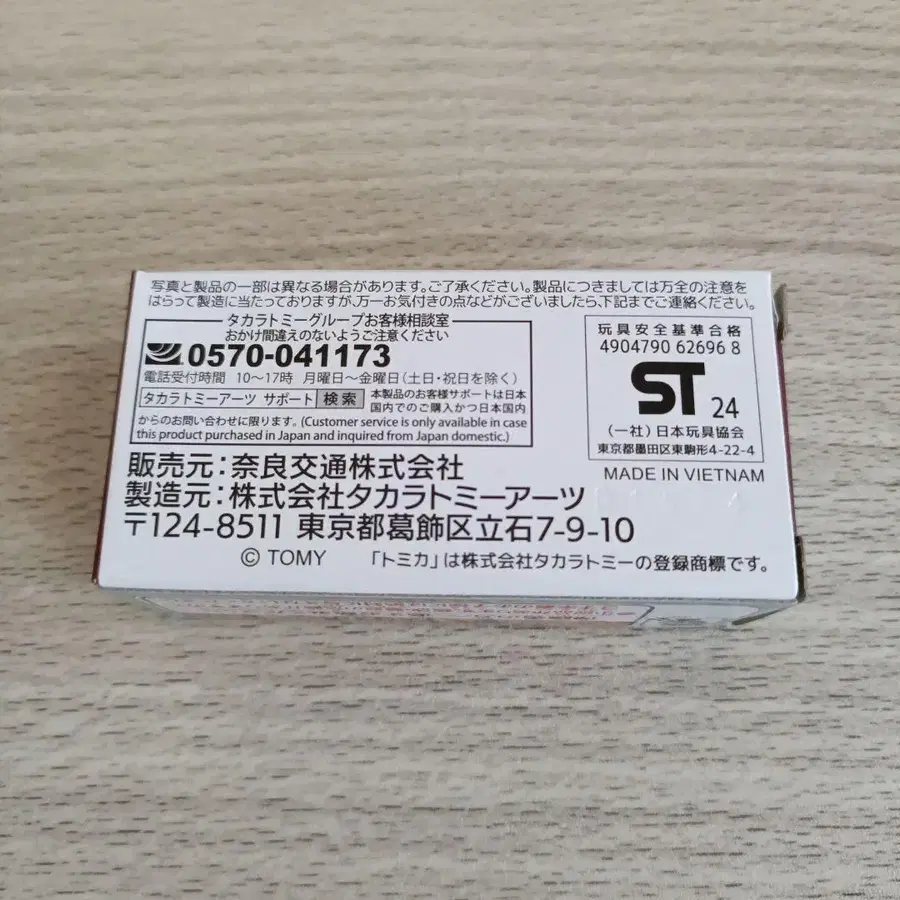 写真と製品の一部は異なる場合があります。ご了承ください。製品につきましては万全の注意を
はらって製造に当たっておりますが、万一お気付きの点などがございましたら、下記までご連絡ください。
タカラトミーグループお客様相談室
おかけ間違えのないようご注意ください
0570-041173
電話受付時間 10〜17時 月曜日〜金曜日(土日・祝日を除く)
タカラトミーアーツ サポート 検索 本製品のお客様サポートは日本
国内でのご購入かつ日本国内
からのお問い合わせに限ります。(Customer service is only available in case
this product purchased in Japan and inquired from Japan domestic.)
玩具安全基準合格
4904790 62696 8
ST 24
(一社)日本玩具協会
東京都墨田区東駒形4-22-4
MADE IN VIETNAM
販売元:奈良交通株式会社
製造元:株式会社タカラトミーアーツ
〒124-8511 東京都葛飾区立石7-9-10
© TOMY 「トミカ」は株式会社タカラトミーの登録商標です。